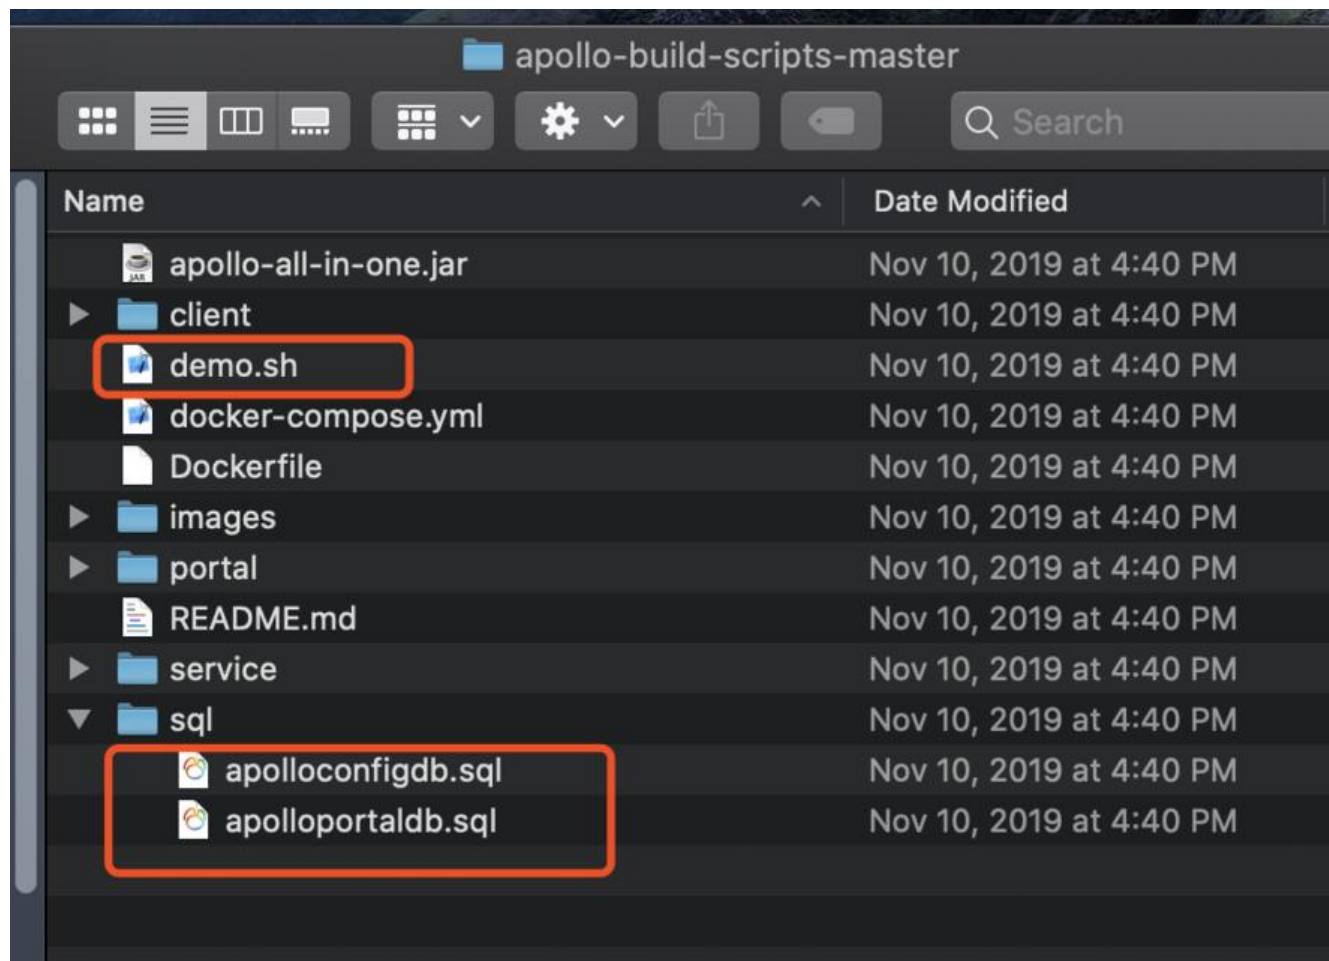 apollo-build-scripts-master
Search
Name Date Modified
apollo-all-in-one.jar Nov 10, 2019 at 4:40 PM
client Nov 10, 2019 at 4:40 PM
demo.sh Nov 10, 2019 at 4:40 PM
docker-compose.yml Nov 10, 2019 at 4:40 PM
Dockerfile Nov 10, 2019 at 4:40 PM
images Nov 10, 2019 at 4:40 PM
portal Nov 10, 2019 at 4:40 PM
README.md Nov 10, 2019 at 4:40 PM
service Nov 10, 2019 at 4:40 PM
sql Nov 10, 2019 at 4:40 PM
apolloconfigdb.sql Nov 10, 2019 at 4:40 PM
apolloportaldb.sql Nov 10, 2019 at 4:40 PM